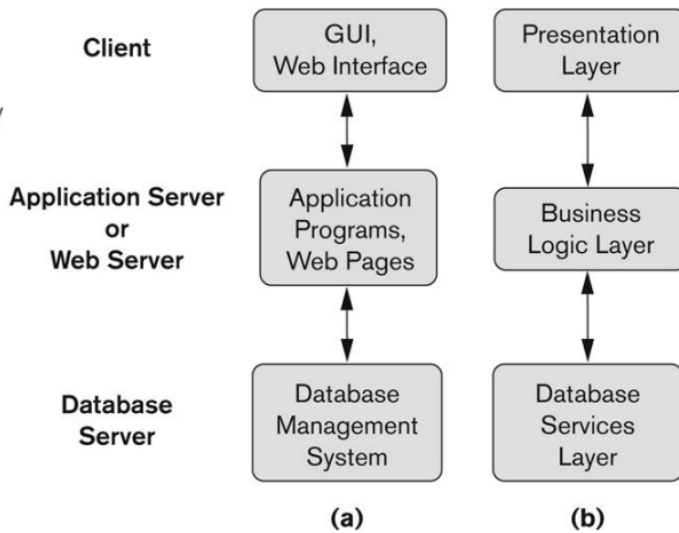 Client
GUI,
Web Interface
Presentation
Layer
Application Server
or
Web Server
Application
Programs,
Web Pages
Business
Logic Layer
Database
Server
Database
Management
System
Database
Services
Layer
(a)
(b)